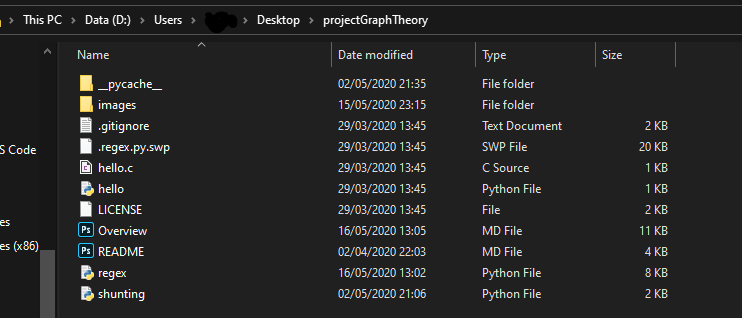 This PC > Data (D:) > Users > > Desktop > projectGraphTheory
Name Date modified Type Size
__pycache__ 02/05/2020 21:35 File folder
images 15/05/2020 23:15 File folder
.gitignore 29/03/2020 13:45 Text Document 2 KB
S Code .regex.py.swp 29/03/2020 13:45 SWP File 20 KB
hello.c 29/03/2020 13:45 C Source 1 KB
hello 29/03/2020 13:45 Python File 1 KB
LICENSE 29/03/2020 13:45 File 2 KB
es Ps Overview 16/05/2020 13:05 MD File 11 KB
es (x86) Ps README 02/04/2020 22:03 MD File 4 KB
regex 16/05/2020 13:02 Python File 8 KB
shunting 02/05/2020 21:06 Python File 2 KB